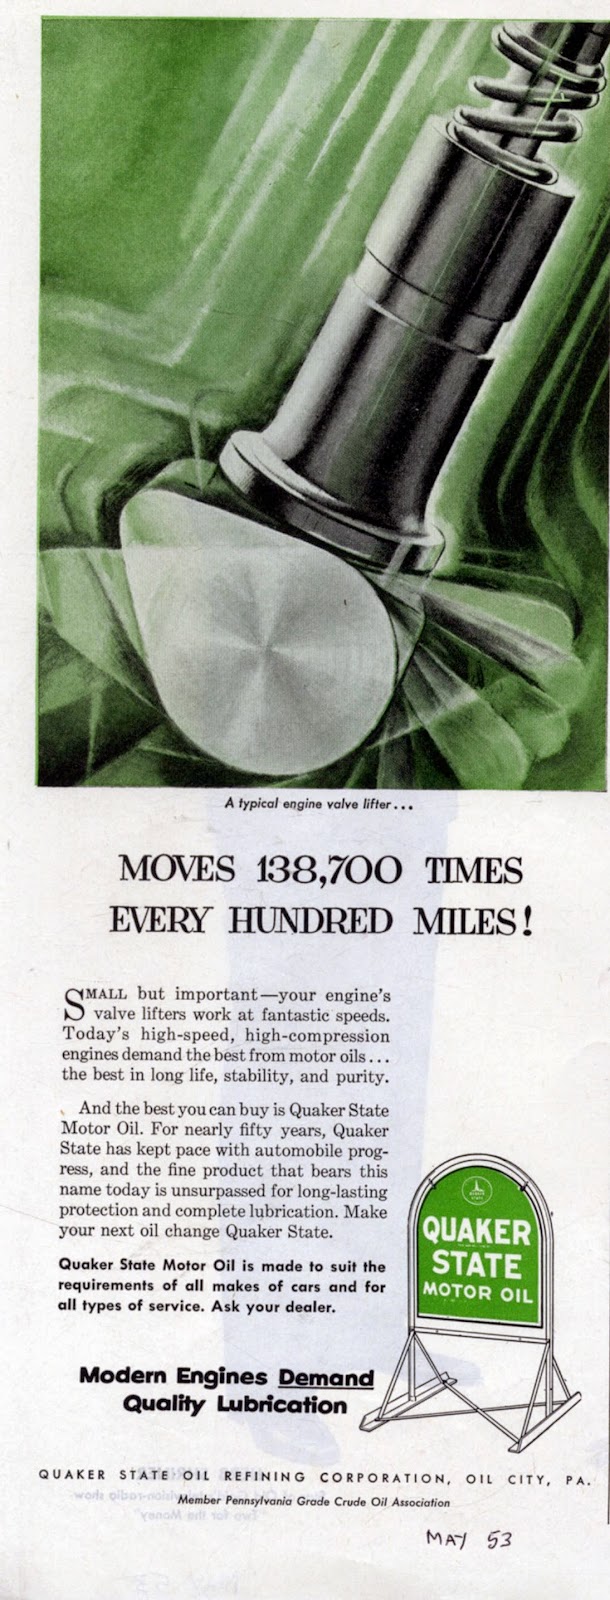 A typical engine valve lifter...
MOVES 138,700 TIMES
EVERY HUNDRED MILES!
SMALL but important—your engine's
valve lifters work at fantastic speeds.
Today's high-speed, high-compression
engines demand the best from motor oils...
the best in long life, stability, and purity.
And the best you can buy is Quaker State
Motor Oil. For nearly fifty years, Quaker
State has kept pace with automobile prog-
ress, and the fine product that bears this
name today is unsurpassed for long-lasting
protection and complete lubrication. Make
your next oil change Quaker State.
Quaker State Motor Oil is made to suit the
requirements of all makes of cars and for
all types of service. Ask your dealer.
QUAKER
STATE
MOTOR OIL
Modern Engines Demand
Quality Lubrication
QUAKER STATE OIL REFINING CORPORATION, OIL CITY, PA.
Member Pennsylvania Grade Crude Oil Association
MAY 53